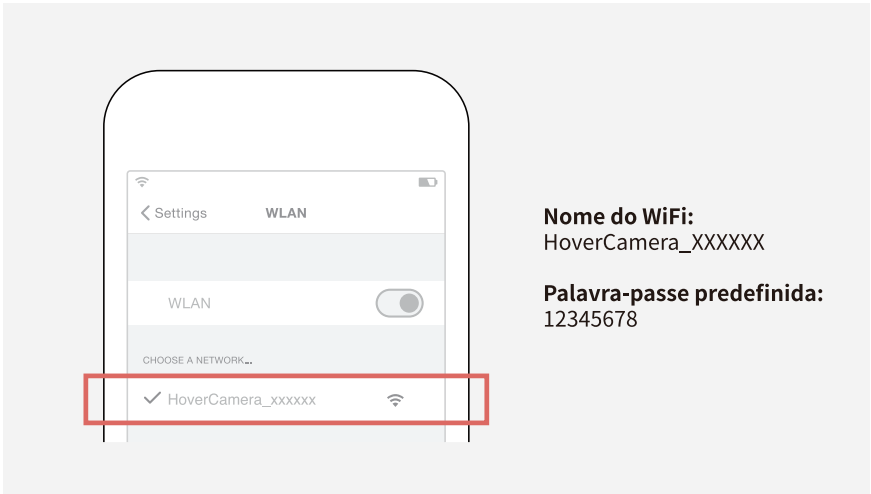 Settings
WLAN
WLAN
CHOOSE A NETWORK...
HoverCamera_xxxxxx
Nome do WiFi:
HoverCamera_XXXXXX
Palavra-passe predefinida:
12345678